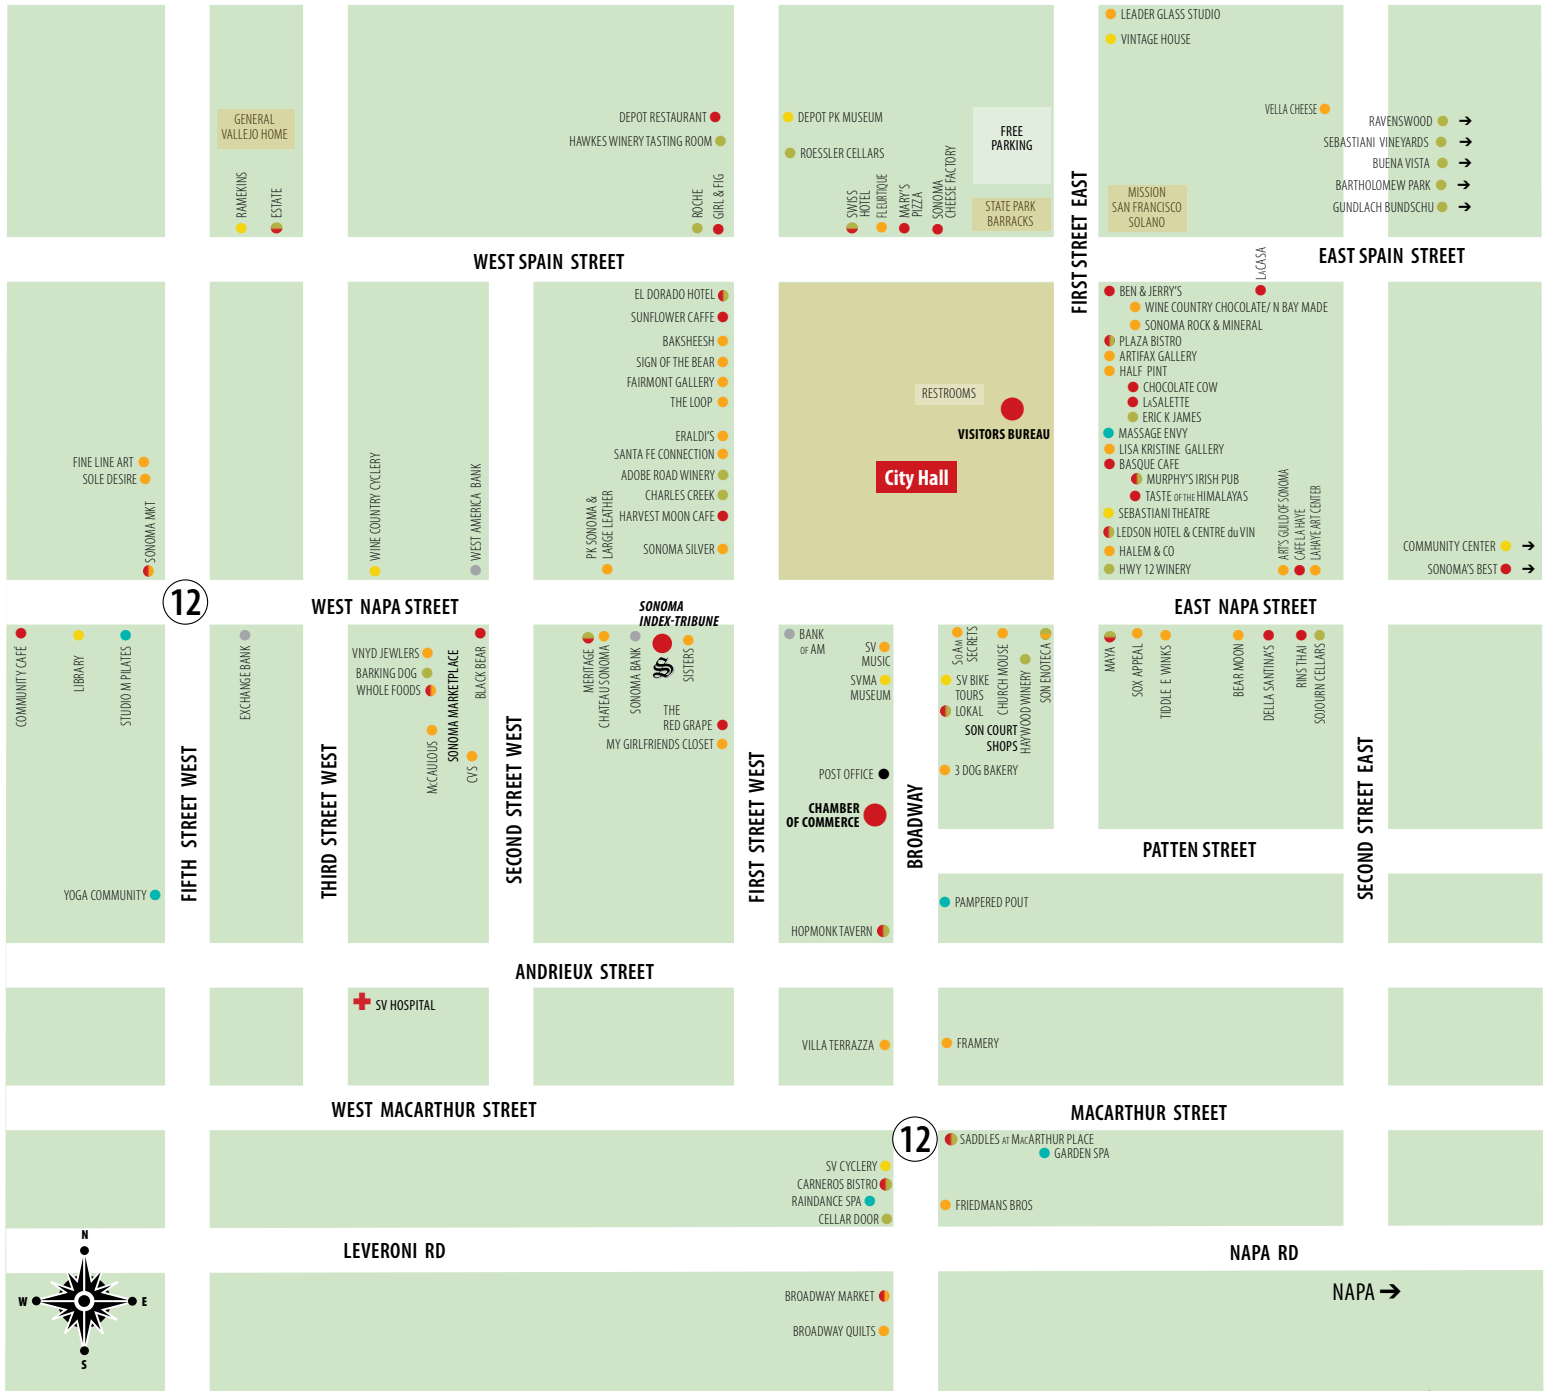 LEADER GLASS STUDIO
VINTAGE HOUSE
VELLA CHEESE
GENERAL
VALLEJO HOME
RAMEKINS
ESTATE
DEPOT RESTAURANT
HAWKES WINERY TASTING ROOM
ROCHE
GIRL & FIG
DEPOT PK MUSEUM
ROESSLER CELLARS
SWISS
HOTEL
FLEURTIQUE
MARY'S
PIZZA
SONOMA
CHEESE FACTORY
FREE
PARKING
STATE PARK
BARRACKS
FIRST STREET EAST
MISSION
SAN FRANCISCO
SOLANO
RAVENSWOOD ➔
SEBASTIANI VINEYARDS ➔
BUENA VISTA ➔
BARTHOLOMEW PARK ➔
GUNDLACH BUNDSCHU ➔
WEST SPAIN STREET
EAST SPAIN STREET
LACASA
EL DORADO HOTEL
SUNFLOWER CAFFE
BAKSHEESH
SIGN OF THE BEAR
FAIRMONT GALLERY
THE LOOP
ERALDI'S
SANTA FE CONNECTION
ADOBE ROAD WINERY
CHARLES CREEK
HARVEST MOON CAFE
SONOMA SILVER
PK SONOMA &
LARGE LEATHER
FINE LINE ART
SOLE DESIRE
SONOMA MKT
WINE COUNTRY CYCLERY
WEST AMERICA BANK
RESTROOMS
VISITORS BUREAU
City Hall
BEN & JERRY'S
WINE COUNTRY CHOCOLATE/ N BAY MADE
SONOMA ROCK & MINERAL
PLAZA BISTRO
ARTIFAX GALLERY
HALF PINT
CHOCOLATE COW
LASALETTE
ERIC K JAMES
MASSAGE ENVY
LISA KRISTINE GALLERY
BASQUE CAFE
MURPHY'S IRISH PUB
TASTE OF THE HIMALAYAS
SEBASTIANI THEATRE
LEDSON HOTEL & CENTRE du VIN
HALEM & CO
HWY 12 WINERY
ARTS GUILD OF SONOMA
CAFE LA HAYE
LAHAYE ART CENTER
COMMUNITY CENTER ➔
SONOMA'S BEST ➔
12
WEST NAPA STREET
EAST NAPA STREET
SONOMA
INDEX-TRIBUNE
S
COMMUNITY CAFÉ
LIBRARY
STUDIO M PILATES
EXCHANGE BANK
VNYD JEWLERS
BARKING DOG
WHOLE FOODS
McCAULOUS
SONOMA MARKETPLACE
BLACK BEAR
CVS
MERITAGE
CHATEAU SONOMA
SONOMA BANK
SISTERS
THE
RED GRAPE
MY GIRLFRIENDS CLOSET
BANK
OF AM
SV
MUSIC
SVMA
MUSEUM
POST OFFICE
CHAMBER
OF COMMERCE
HOPMONK TAVERN
SO AM
SECRETS
CHURCH MOUSE
HAYWOOD WINERY
SON ENOTECA
SV BIKE
TOURS
LOKAL
SON COURT
SHOPS
3 DOG BAKERY
MAYA
SOX APPEAL
TIDDLE E WINKS
BEAR MOON
DELLA SANTINA'S
RINS THAI
SOJOURN CELLARS
FIFTH STREET WEST
THIRD STREET WEST
SECOND STREET WEST
FIRST STREET WEST
BROADWAY
SECOND STREET EAST
PATTEN STREET
YOGA COMMUNITY
PAMPERED POUT
ANDRIEUX STREET
SV HOSPITAL
VILLA TERRAZZA
FRAMERY
WEST MACARTHUR STREET
MACARTHUR STREET
12
SADDLES AT MACARTHUR PLACE
GARDEN SPA
SV CYCLERY
CARNEROS BISTRO
RAINDANCE SPA
CELLAR DOOR
FRIEDMANS BROS
LEVERONI RD
NAPA RD
BROADWAY MARKET
BROADWAY QUILTS
NAPA ➔
N
W
E
S